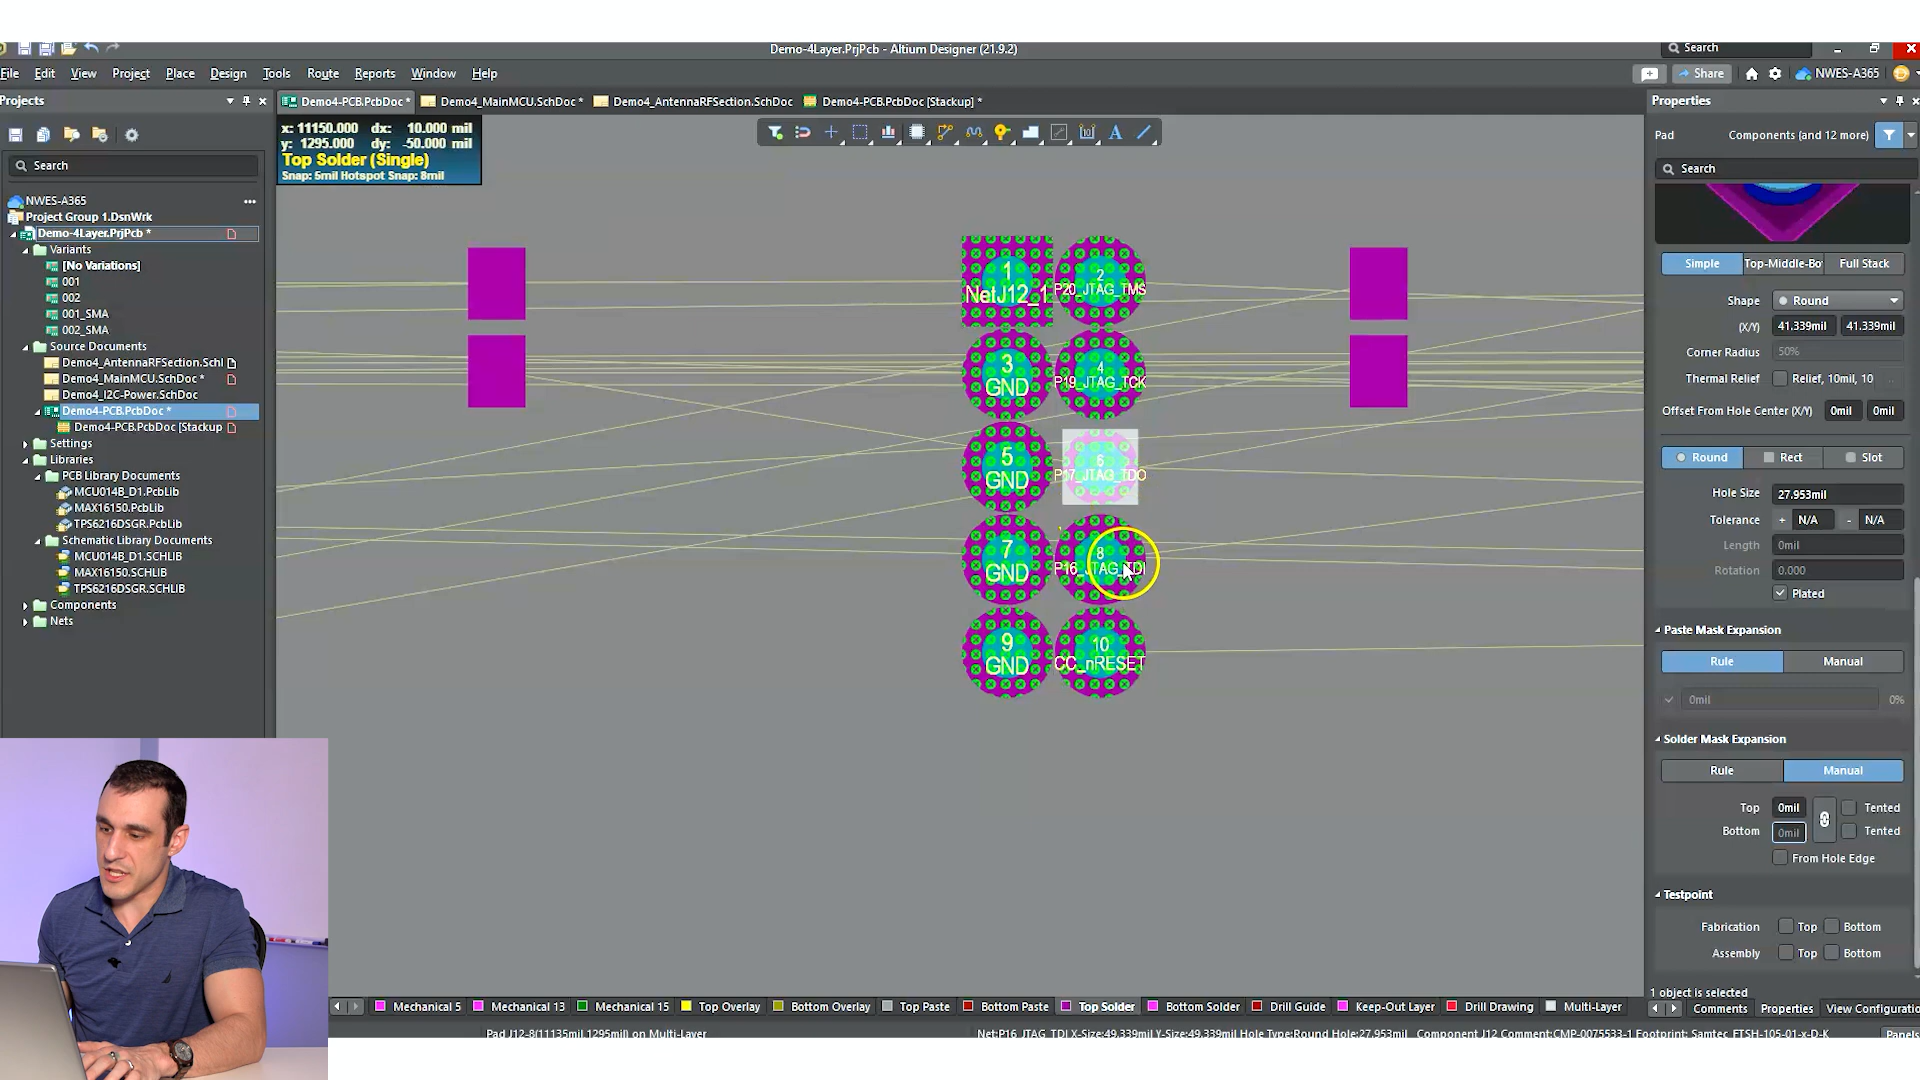 Demo-4Layer.PrjPcb - Altium Designer (21.9.2)
Search
File Edit View Project Place Design Tools Route Reports Window Help
Share
NWES-A365
Projects
Demo4-PCB.PcbDoc *
Demo4_MainMCU.SchDoc *
Demo4_AntennaRFSection.SchDoc
Demo4-PCB.PcbDoc [Stackup] *
Properties
x: 11150.000 dx: 10.000 mil
y: 1295.000 dy: -50.000 mil
Top Solder (Single)
Snap: 5mil Hotspot Snap: 8mil
Search
NWES-A365
Project Group 1.DsnWrk
Demo-4Layer.PrjPcb *
Variants
[No Variations]
001
002
001_SMA
002_SMA
Source Documents
Demo4_AntennaRFSection.Schl
Demo4_MainMCU.SchDoc *
Demo4_I2C-Power.SchDoc
Demo4-PCB.PcbDoc *
Demo4-PCB.PcbDoc [Stackup
Settings
Libraries
PCB Library Documents
MCU014B_D1.PcbLib
MAX16150.PcbLib
TPS6216DSGR.PcbLib
Schematic Library Documents
MCU014B_D1.SCHLIB
MAX16150.SCHLIB
TPS6216DSGR.SCHLIB
Components
Nets
1
NetJ12_1
2
P20_JTAG_TMS
3
GND
4
P19_JTAG_TCK
5
GND
6
P17_JTAG_TDO
7
GND
8
P16_JTAG_TDI
9
GND
10
CC_nRESET
Pad Components (and 12 more)
Search
Simple Top-Middle-Bo Full Stack
Shape Round
(X/Y) 41.339mil 41.339mil
Corner Radius 50%
Thermal Relief Relief, 10mil, 10
Offset From Hole Center (X/Y) 0mil 0mil
Round Rect Slot
Hole Size 27.953mil
Tolerance + N/A - N/A
Length 0mil
Rotation 0.000
Plated
Paste Mask Expansion
Rule Manual
0mil 0%
Solder Mask Expansion
Rule Manual
Top 0mil Tented
Bottom 0mil Tented
From Hole Edge
Testpoint
Fabrication Top Bottom
Assembly Top Bottom
1 object is selected
Mechanical 5 Mechanical 13 Mechanical 15 Top Overlay Bottom Overlay Top Paste Bottom Paste Top Solder Bottom Solder Drill Guide Keep-Out Layer Drill Drawing Multi-Layer
Comments Properties View Configuratio
Pad J12-8(11135mil,1295mil) on Multi-Layer
Net:P16_JTAG_TDI X-Size:49.339mil Y-Size:49.339mil Hole Type:Round Hole:27.953mil Component J12 Comment:CMP-0075533-1 Footprint: Samtec_FTSH-105-01-x-D-K
Panels